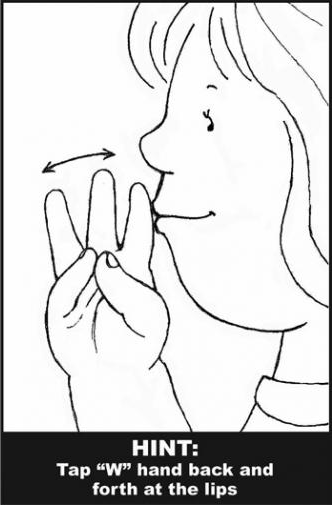 HINT:
Tap “W” hand back and
forth at the lips